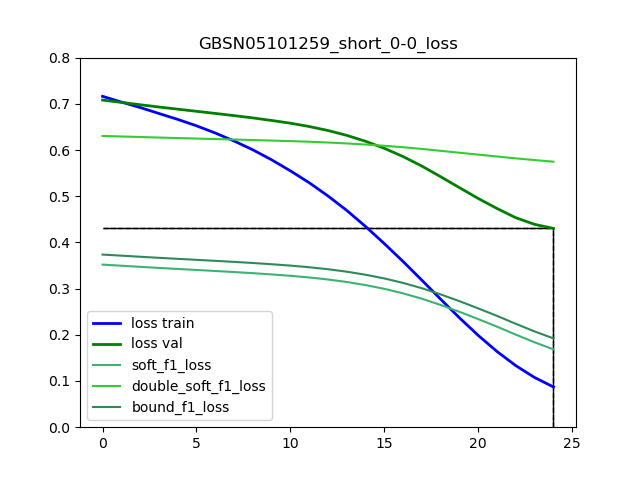 GBSN05101259_short_0-0_loss
0.8
0.7
0.6
0.5
0.4
0.3
0.2
0.1
0.0
loss train
loss val
soft_f1_loss
double_soft_f1_loss
bound_f1_loss
0 5 10 15 20 25